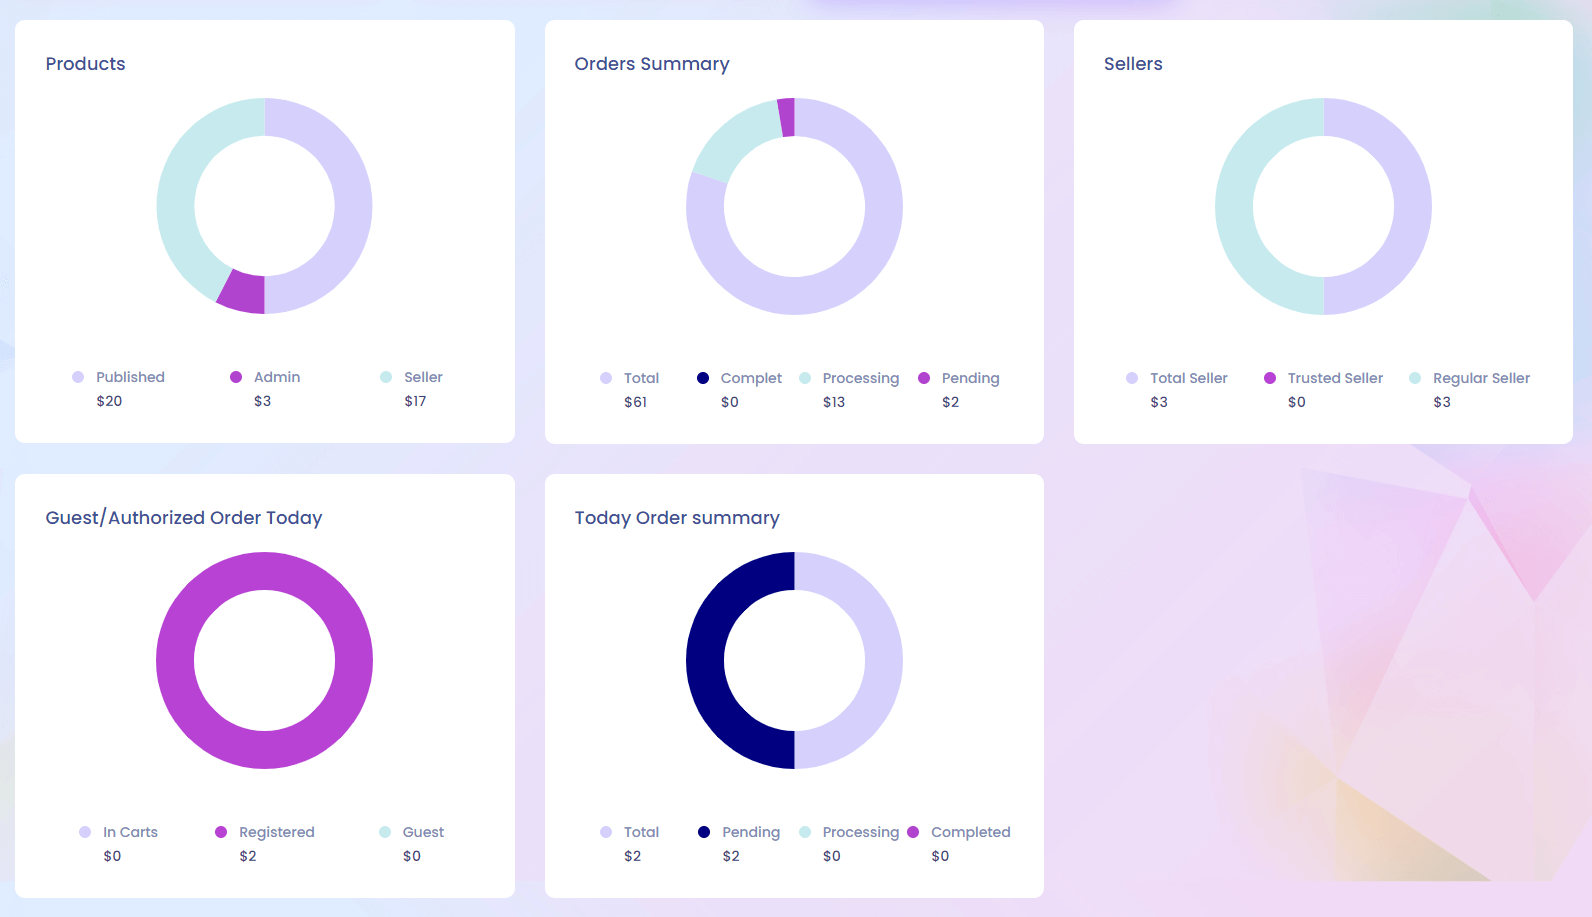 Products
Published Admin Seller
$20 $3 $17
Orders Summary
Total Complet Processing Pending
$61 $0 $13 $2
Sellers
Total Seller Trusted Seller Regular Seller
$3 $0 $3
Guest/Authorized Order Today
In Carts Registered Guest
$0 $2 $0
Today Order summary
Total Pending Processing Completed
$2 $2 $0 $0